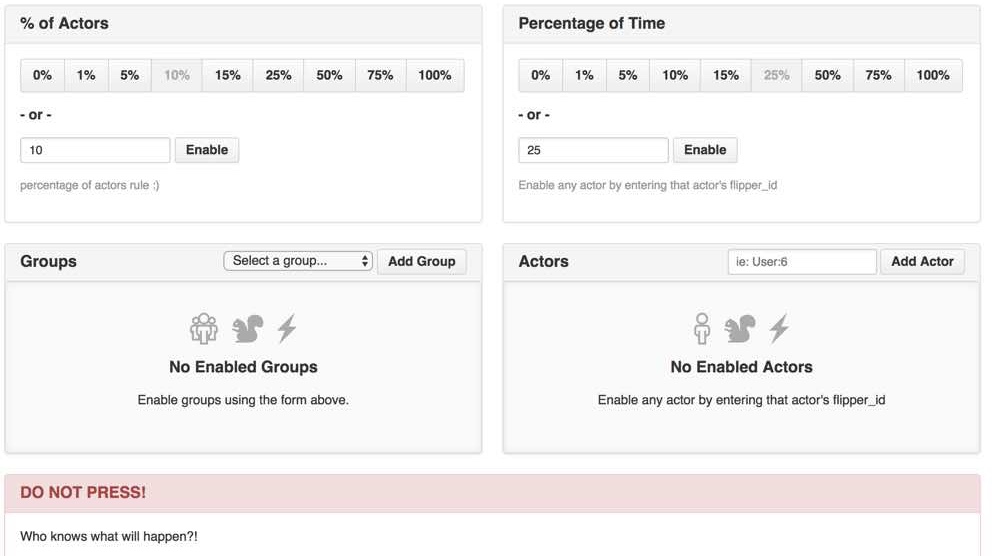 % of Actors
0% 1% 5% 10% 15% 25% 50% 75% 100%
- or -
10 Enable
percentage of actors rule :)
Percentage of Time
0% 1% 5% 10% 15% 25% 50% 75% 100%
- or -
25 Enable
Enable any actor by entering that actor's flipper_id
Groups Select a group... Add Group
No Enabled Groups
Enable groups using the form above.
Actors ie: User:6 Add Actor
No Enabled Actors
Enable any actor by entering that actor's flipper_id
DO NOT PRESS!
Who knows what will happen?!